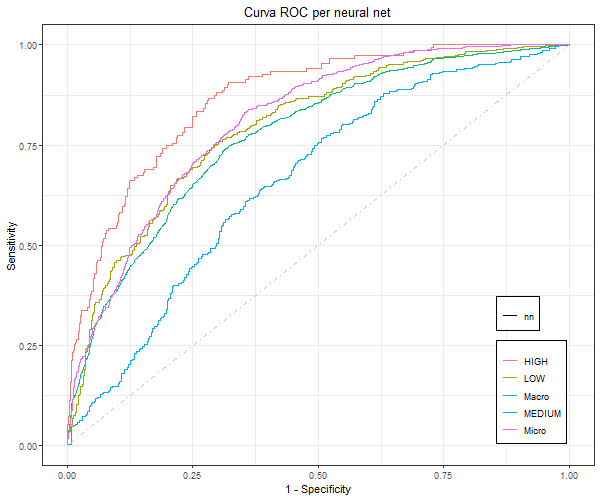 Curva ROC per neural net
1.00
0.75
0.50
0.25
0.00
Sensitivity
nn
HIGH
LOW
Macro
MEDIUM
Micro
0.00 0.25 0.50 0.75 1.00
1 - Specificity